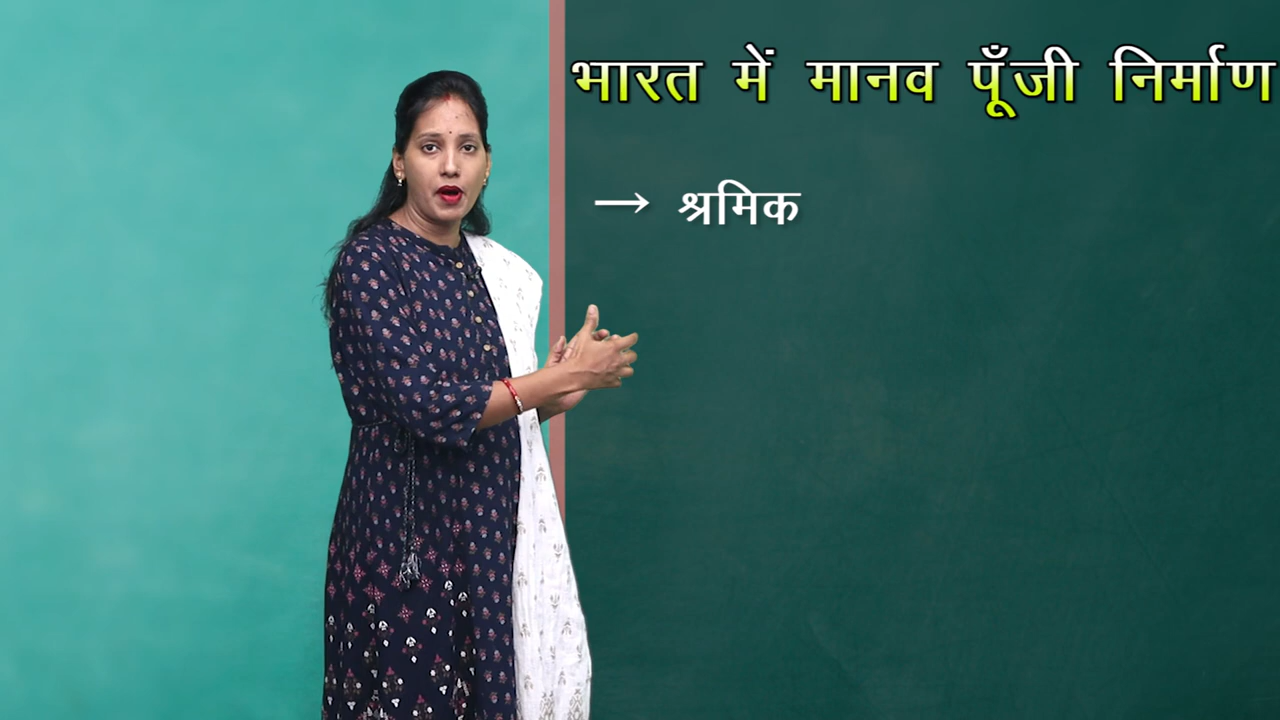 भारत में मानव पूँजी निर्माण
→ श्रमिक